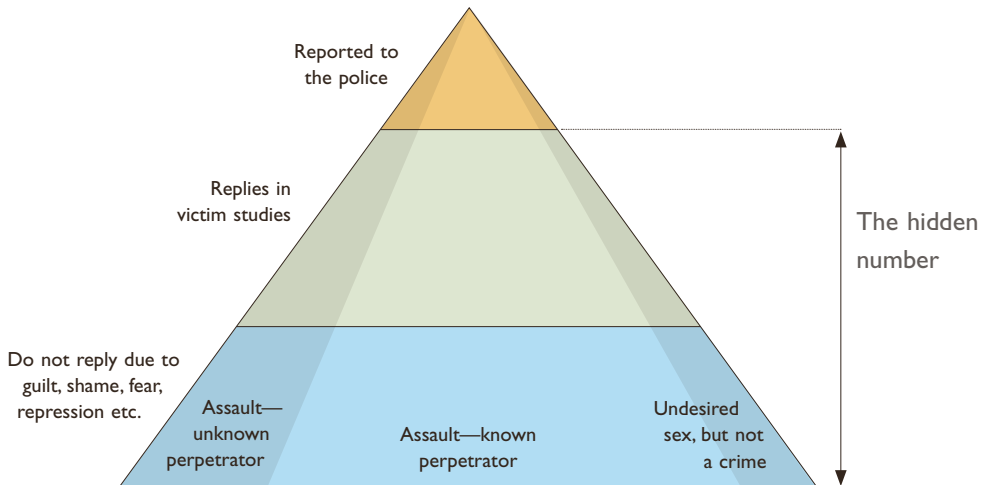 Reported to
the police
Replies in
victim studies
The hidden
number
Do not reply due to
guilt, shame, fear,
repression etc.
Assault—
unknown
perpetrator
Assault—known
perpetrator
Undesired
sex, but not
a crime